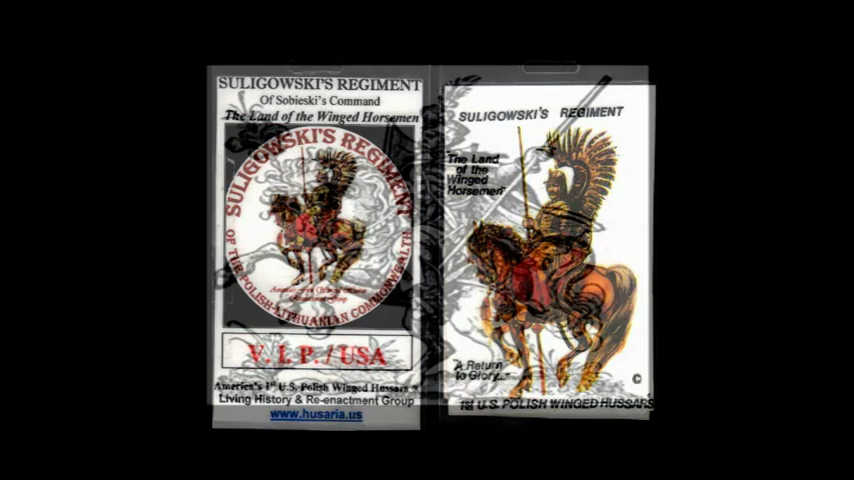 SULIGOWSKI'S REGIMENT
Of Sobieski's Command
The Land of the Winged Horsemen
SULIGOWSKI'S REGIMENT
OF THE POLISH-LITHUANIAN COMMONWEALTH
V. I. P. / USA
America's 1st U.S. Polish Winged Hussars
Living History & Re-enactment Group
www.husaria.us
SULIGOWSKI'S REGIMENT
"The Land
of the
Winged
Horsemen"
"A Return
to Glory..."
©
1st U.S. POLISH WINGED HUSSARS